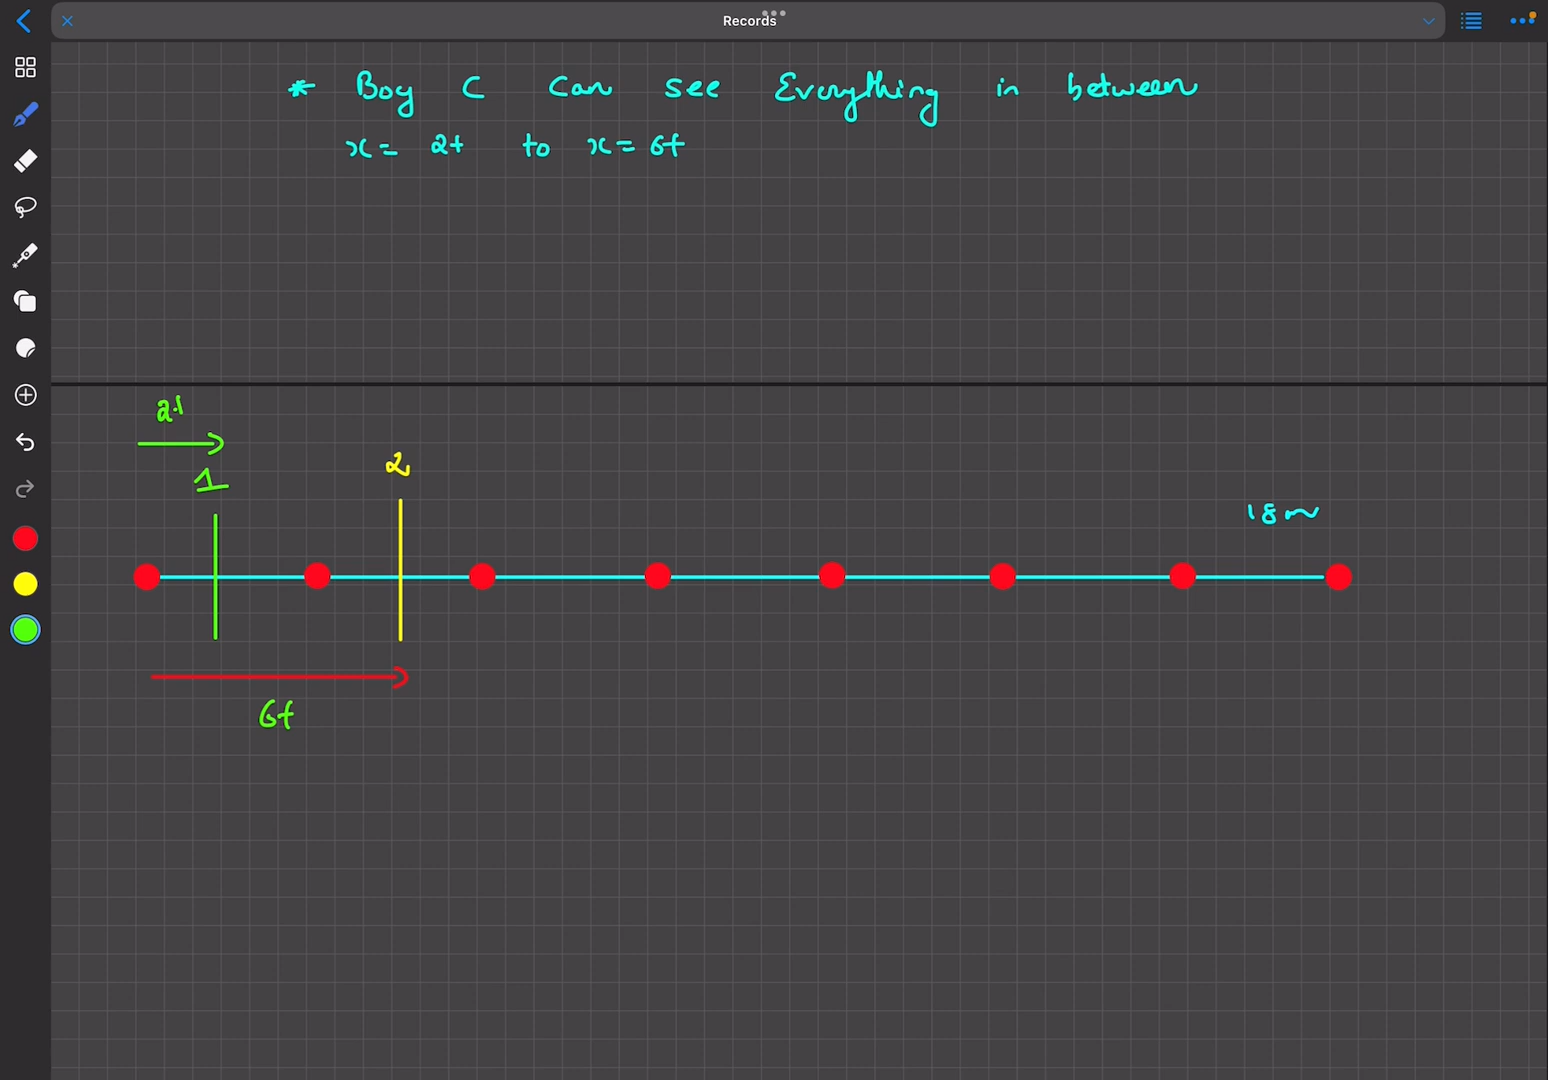 Records
* Boy C Can see Everything in between
x = 2t to x = 6t
2t
1
2
18m
6t